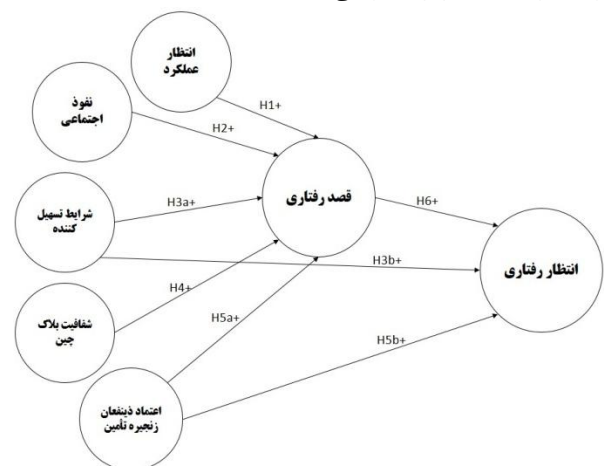 انتظار
عملکرد
H1+
نفوذ
اجتماعی
H2+
قصد رفتاری
شرایط تسهیل
کننده
H3a+
H6+
انتظار رفتاری
H3b+
شفافیت بلاک
چین
H4+
H5a+
H5b+
اعتماد ذینفعان
زنجیره تأمین